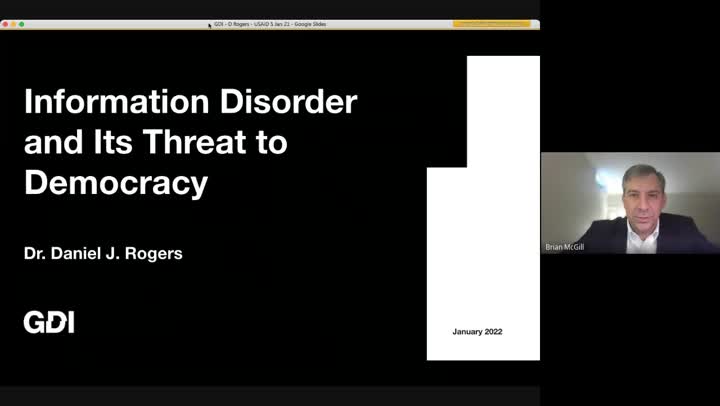 GDI - D Rogers - USAID 5 Jan 21 - Google Slides
Information Disorder
and Its Threat to
Democracy
Dr. Daniel J. Rogers
GDI
January 2022
Brian McGill